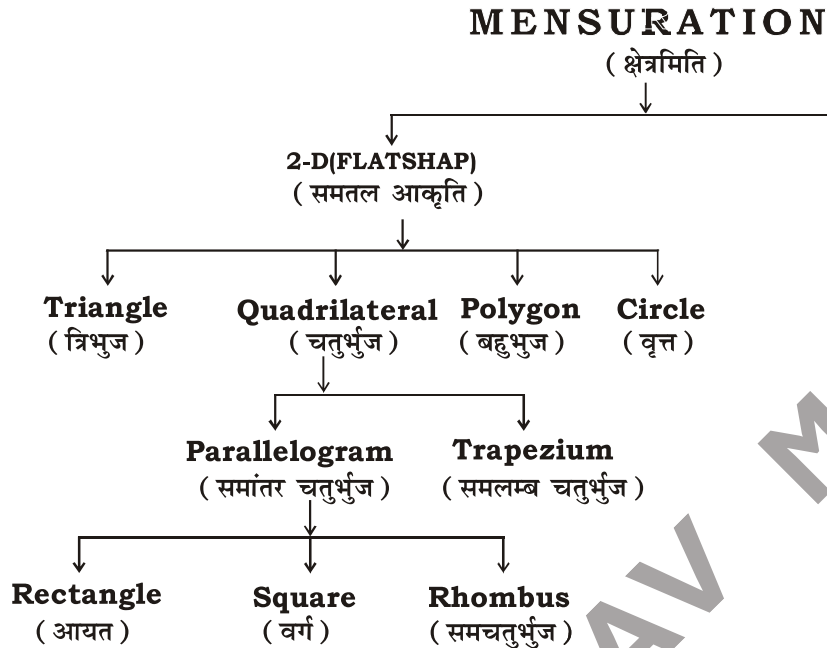 MENSURATION
( क्षेत्रमिति )
2-D(FLATSHAP)
( समतल आकृति )
Triangle Quadrilateral Polygon Circle
( त्रिभुज ) ( चतुर्भुज ) ( बहुभुज ) ( वृत्त )
Parallelogram Trapezium
( समांतर चतुर्भुज ) ( समलम्ब चतुर्भुज )
Rectangle Square Rhombus
( आयत ) ( वर्ग ) ( समचतुर्भुज )